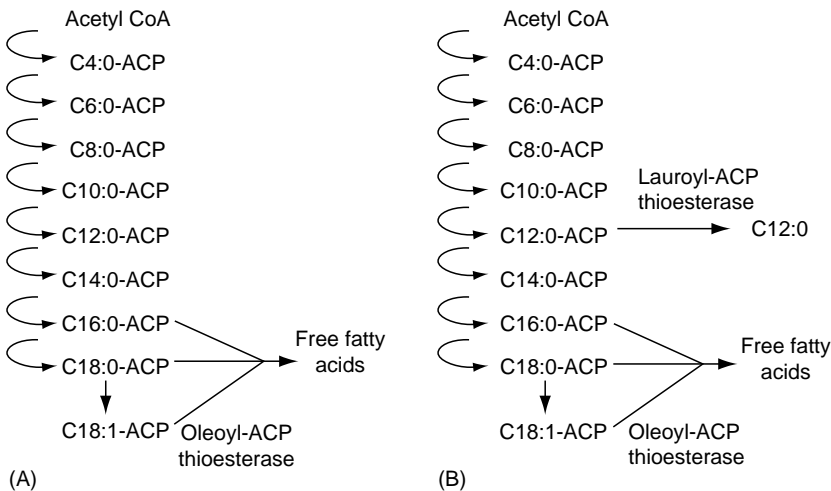 Acetyl CoA
C4:0-ACP
C6:0-ACP
C8:0-ACP
C10:0-ACP
C12:0-ACP
C14:0-ACP
C16:0-ACP
C18:0-ACP
C18:1-ACP
Free fatty
acids
Oleoyl-ACP
thioesterase
(A)
Acetyl CoA
C4:0-ACP
C6:0-ACP
C8:0-ACP
C10:0-ACP
C12:0-ACP
Lauroyl-ACP
thioesterase
C12:0
C14:0-ACP
C16:0-ACP
C18:0-ACP
C18:1-ACP
Free fatty
acids
Oleoyl-ACP
thioesterase
(B)